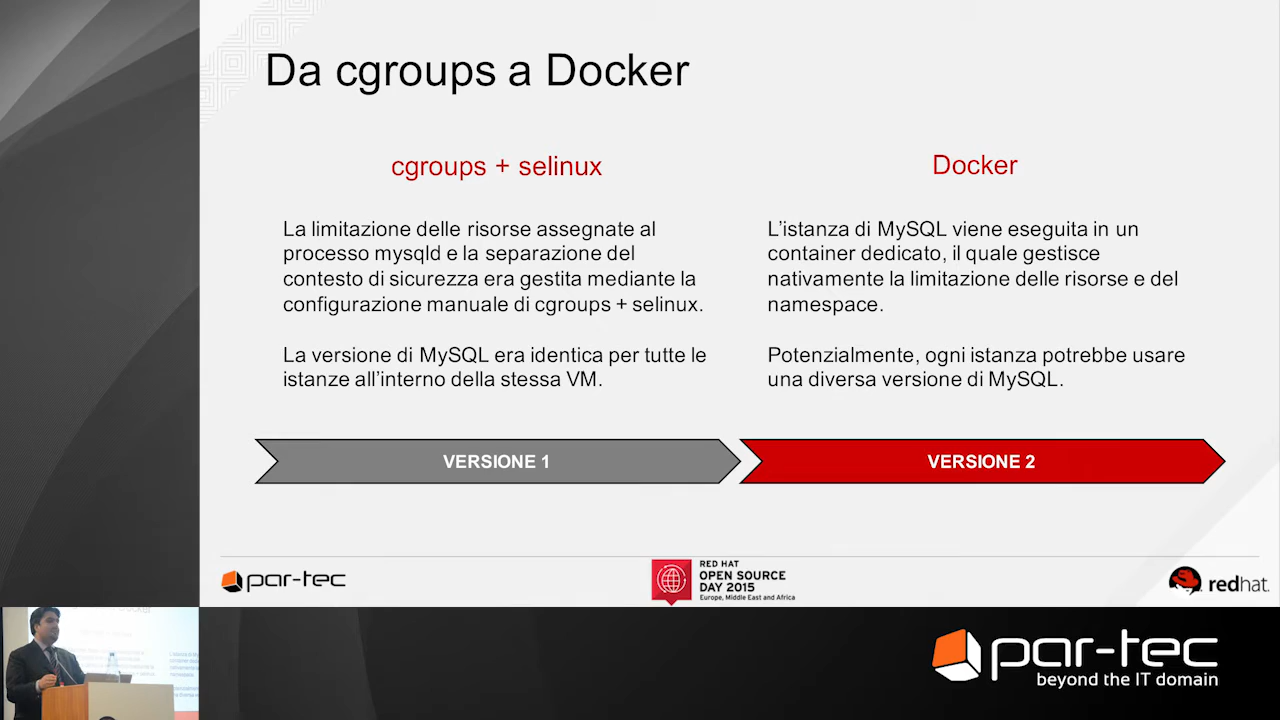 Da cgroups a Docker
cgroups + selinux
La limitazione delle risorse assegnate al
processo mysqld e la separazione del
contesto di sicurezza era gestita mediante la
configurazione manuale di cgroups + selinux.
La versione di MySQL era identica per tutte le
istanze all'interno della stessa VM.
Docker
L'istanza di MySQL viene eseguita in un
container dedicato, il quale gestisce
nativamente la limitazione delle risorse e del
namespace.
Potenzialmente, ogni istanza potrebbe usare
una diversa versione di MySQL.
VERSIONE 1
VERSIONE 2
par-tec
RED HAT
OPEN SOURCE
DAY 2015
Europe, Middle East and Africa
redhat.
par-tec
beyond the IT domain